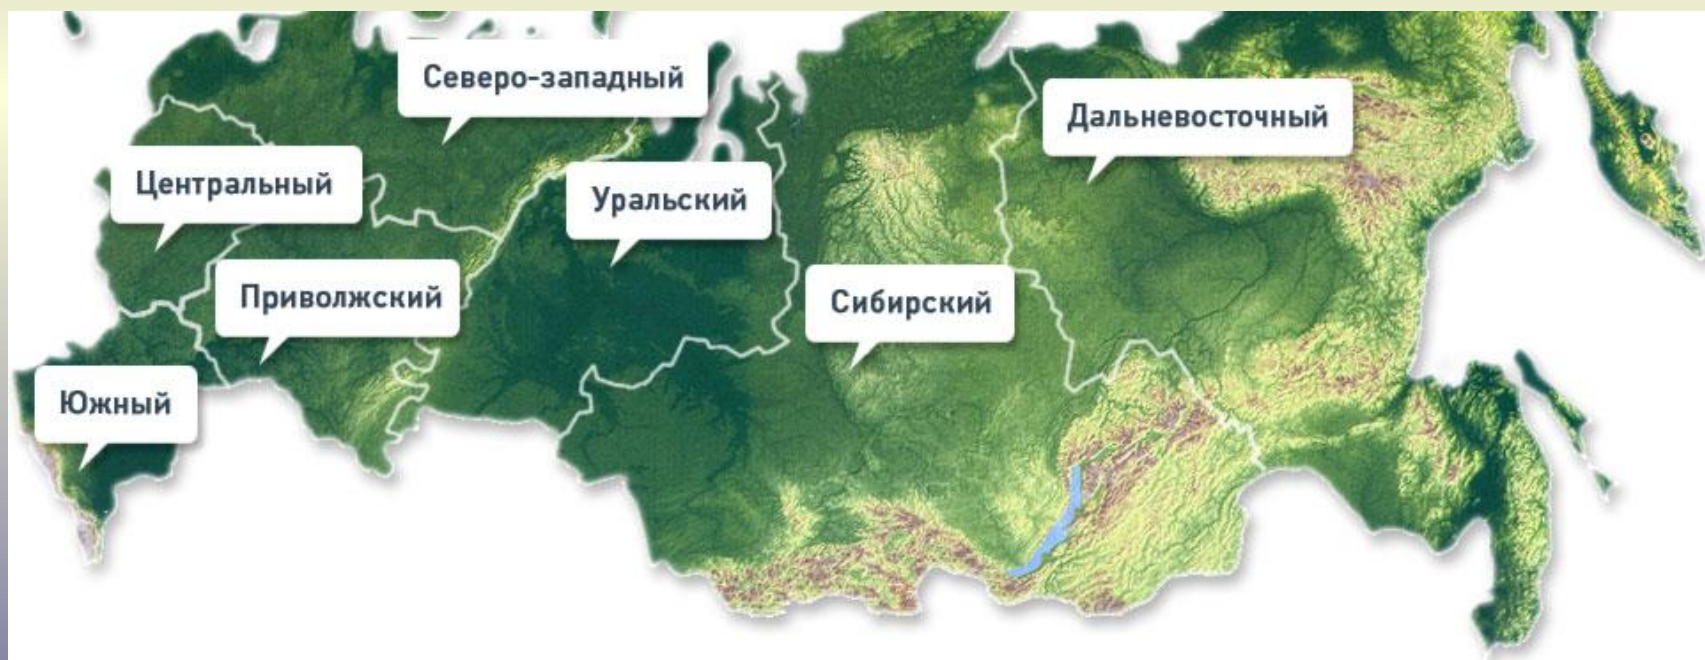 Северо-западный
Дальневосточный
Центральный
Уральский
Приволжский
Сибирский
Южный